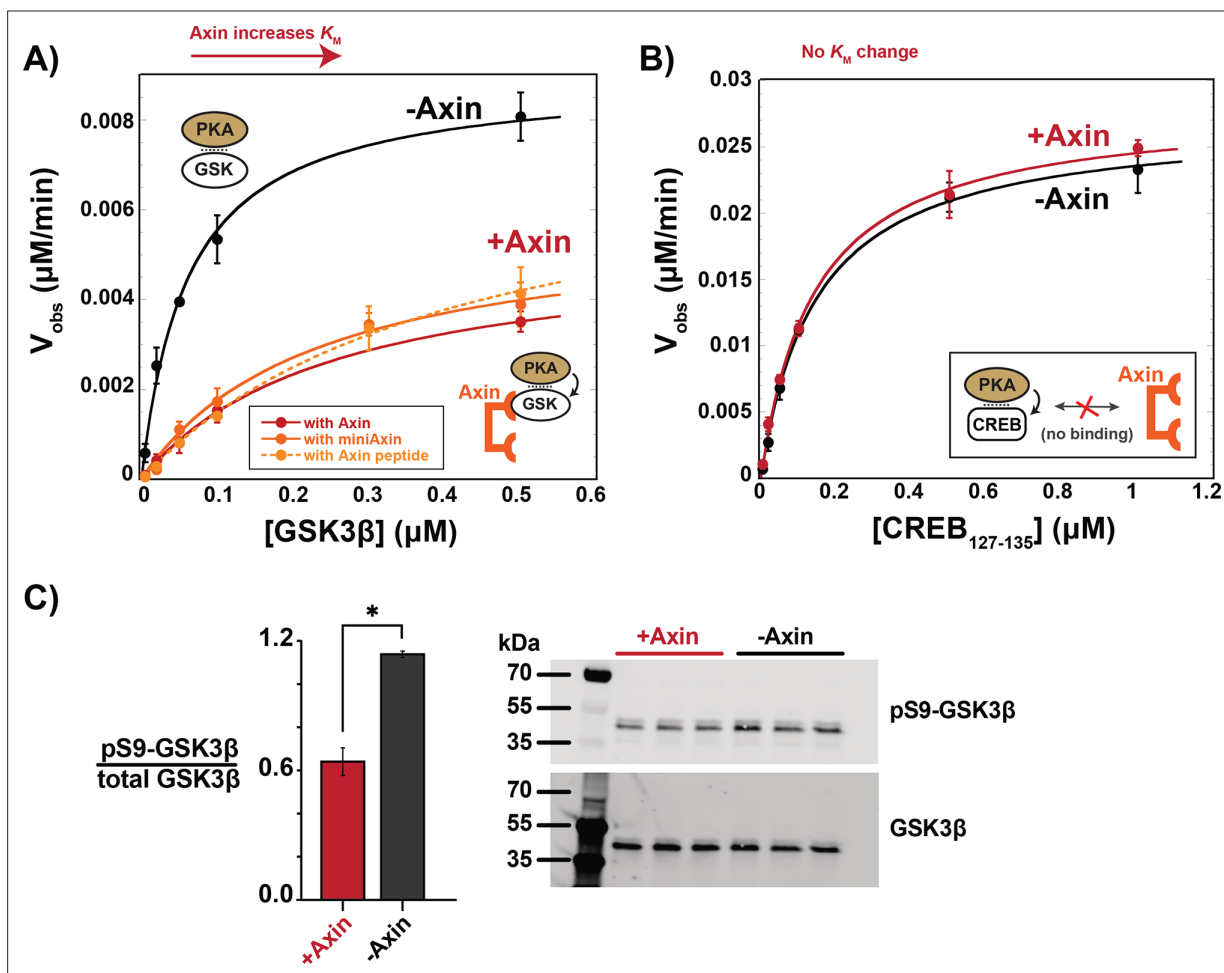 Axin increases KM
A)
-Axin
PKA
GSK
+Axin
0.008
0.006
0.004
0.002
0
Vobs (µM/min)
Axin
PKA
GSK
with Axin
with miniAxin
with Axin peptide
0 0.1 0.2 0.3 0.4 0.5 0.6
[GSK3β] (µM)
No KM change
B)
0.03
0.025
0.02
0.015
0.01
0.005
0
Vobs (µM/min)
+Axin
-Axin
PKA
CREB
(no binding)
Axin
0 0.2 0.4 0.6 0.8 1 1.2
[CREB127-135] (µM)
C)
pS9-GSK3β
total GSK3β
1.2
0.6
0.0
*
+Axin
-Axin
kDa
+Axin -Axin
70
55
35
pS9-GSK3β
70
55
35
GSK3β